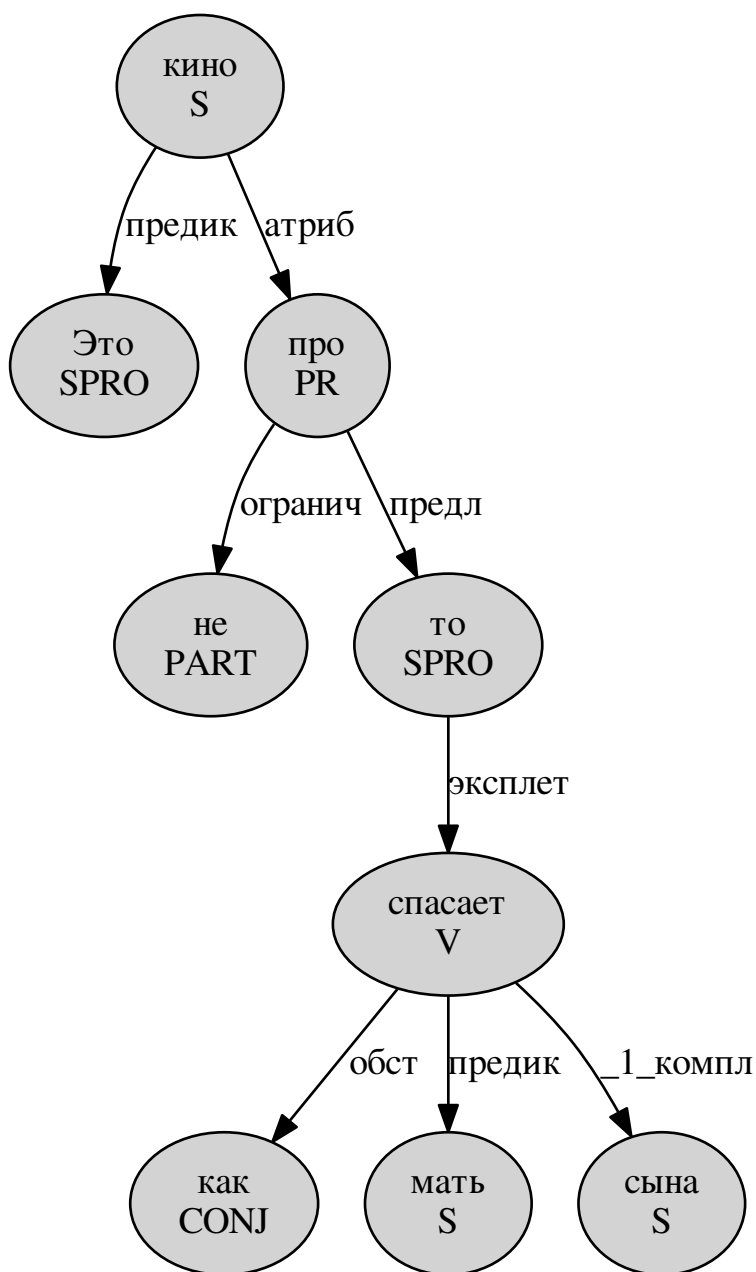 кино
S
предик
атриб
Это
SPRO
про
PR
огранич
предл
не
PART
то
SPRO
эксплет
спасает
V
обст
предик
_1_компл
как
CONJ
мать
S
сына
S